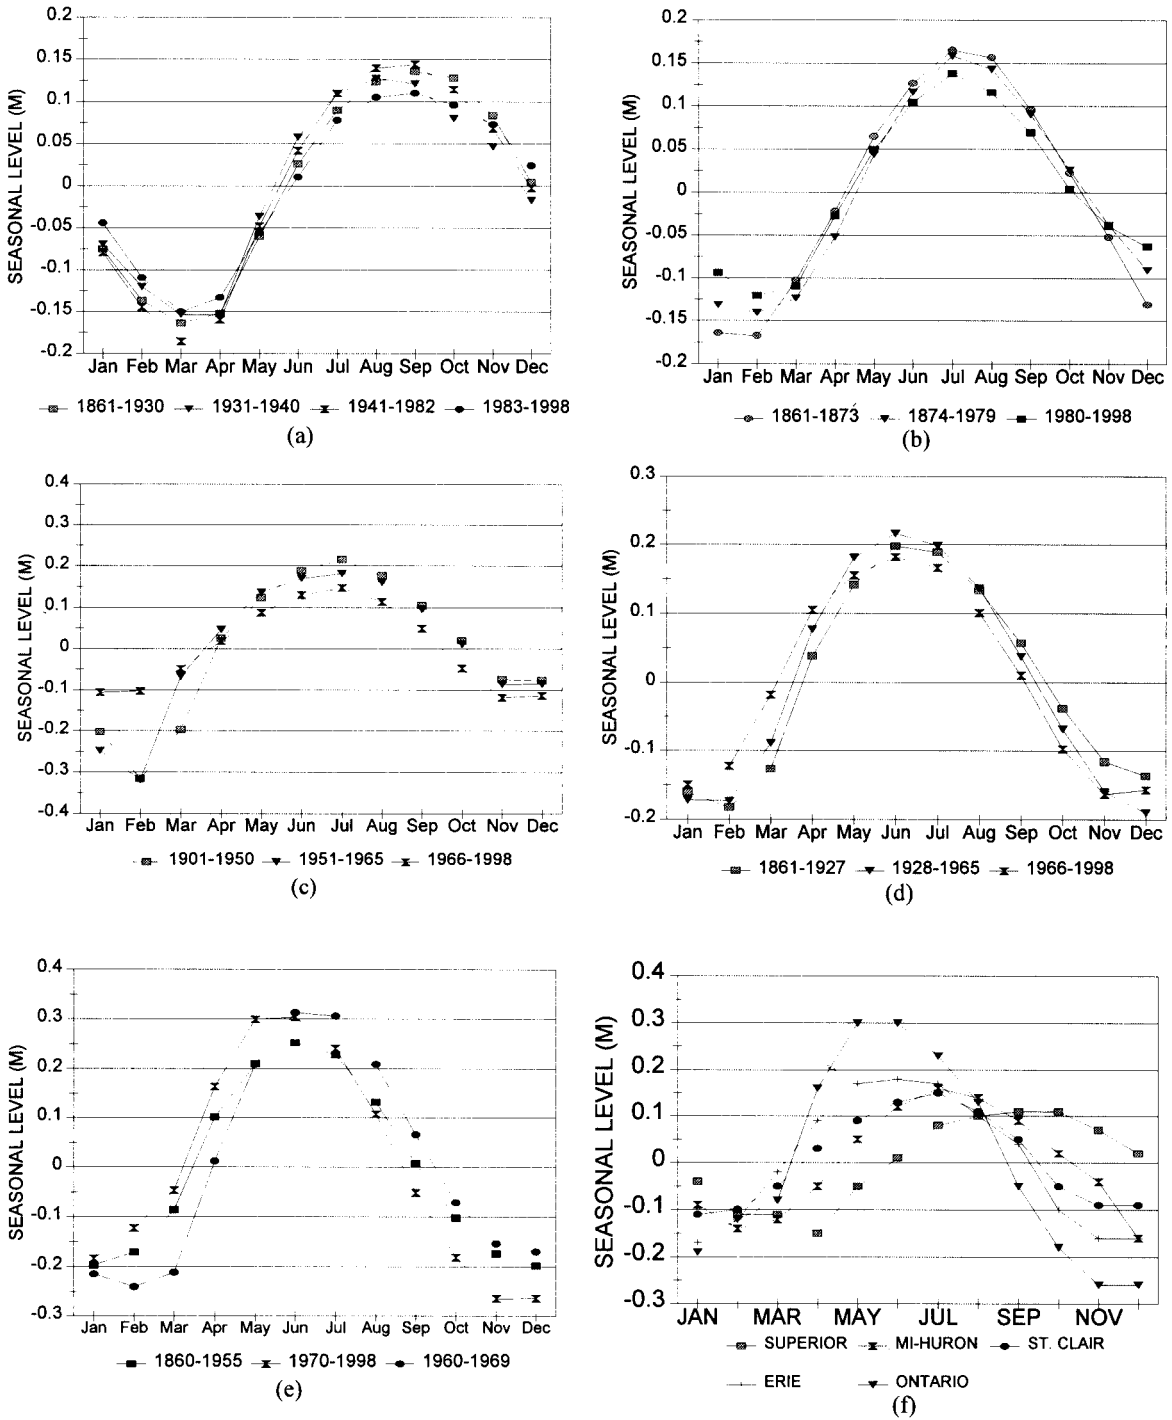 0.2
0.15
0.1
0.05
0
-0.05
-0.1
-0.15
-0.2
SEASONAL LEVEL (M)
Jan Feb Mar Apr May Jun Jul Aug Sep Oct Nov Dec
1861-1930 1931-1940 1941-1982 1983-1998
(a)
0.2
0.15
0.1
0.05
0
-0.05
-0.1
-0.15
-0.2
SEASONAL LEVEL (M)
Jan Feb Mar Apr May Jun Jul Aug Sep Oct Nov Dec
1861-1873 1874-1979 1980-1998
(b)
0.4
0.3
0.2
0.1
0
-0.1
-0.2
-0.3
-0.4
SEASONAL LEVEL (M)
Jan Feb Mar Apr May Jun Jul Aug Sep Oct Nov Dec
1901-1950 1951-1965 1966-1998
(c)
0.3
0.2
0.1
0
-0.1
-0.2
SEASONAL LEVEL (M)
Jan Feb Mar Apr May Jun Jul Aug Sep Oct Nov Dec
1861-1927 1928-1965 1966-1998
(d)
0.4
0.3
0.2
0.1
0
-0.1
-0.2
-0.3
SEASONAL LEVEL (M)
Jan Feb Mar Apr May Jun Jul Aug Sep Oct Nov Dec
1860-1955 1970-1998 1960-1969
(e)
0.4
0.3
0.2
0.1
0
-0.1
-0.2
-0.3
SEASONAL LEVEL (M)
JAN MAR MAY JUL SEP NOV
SUPERIOR MI-HURON ST. CLAIR
ERIE ONTARIO
(f)